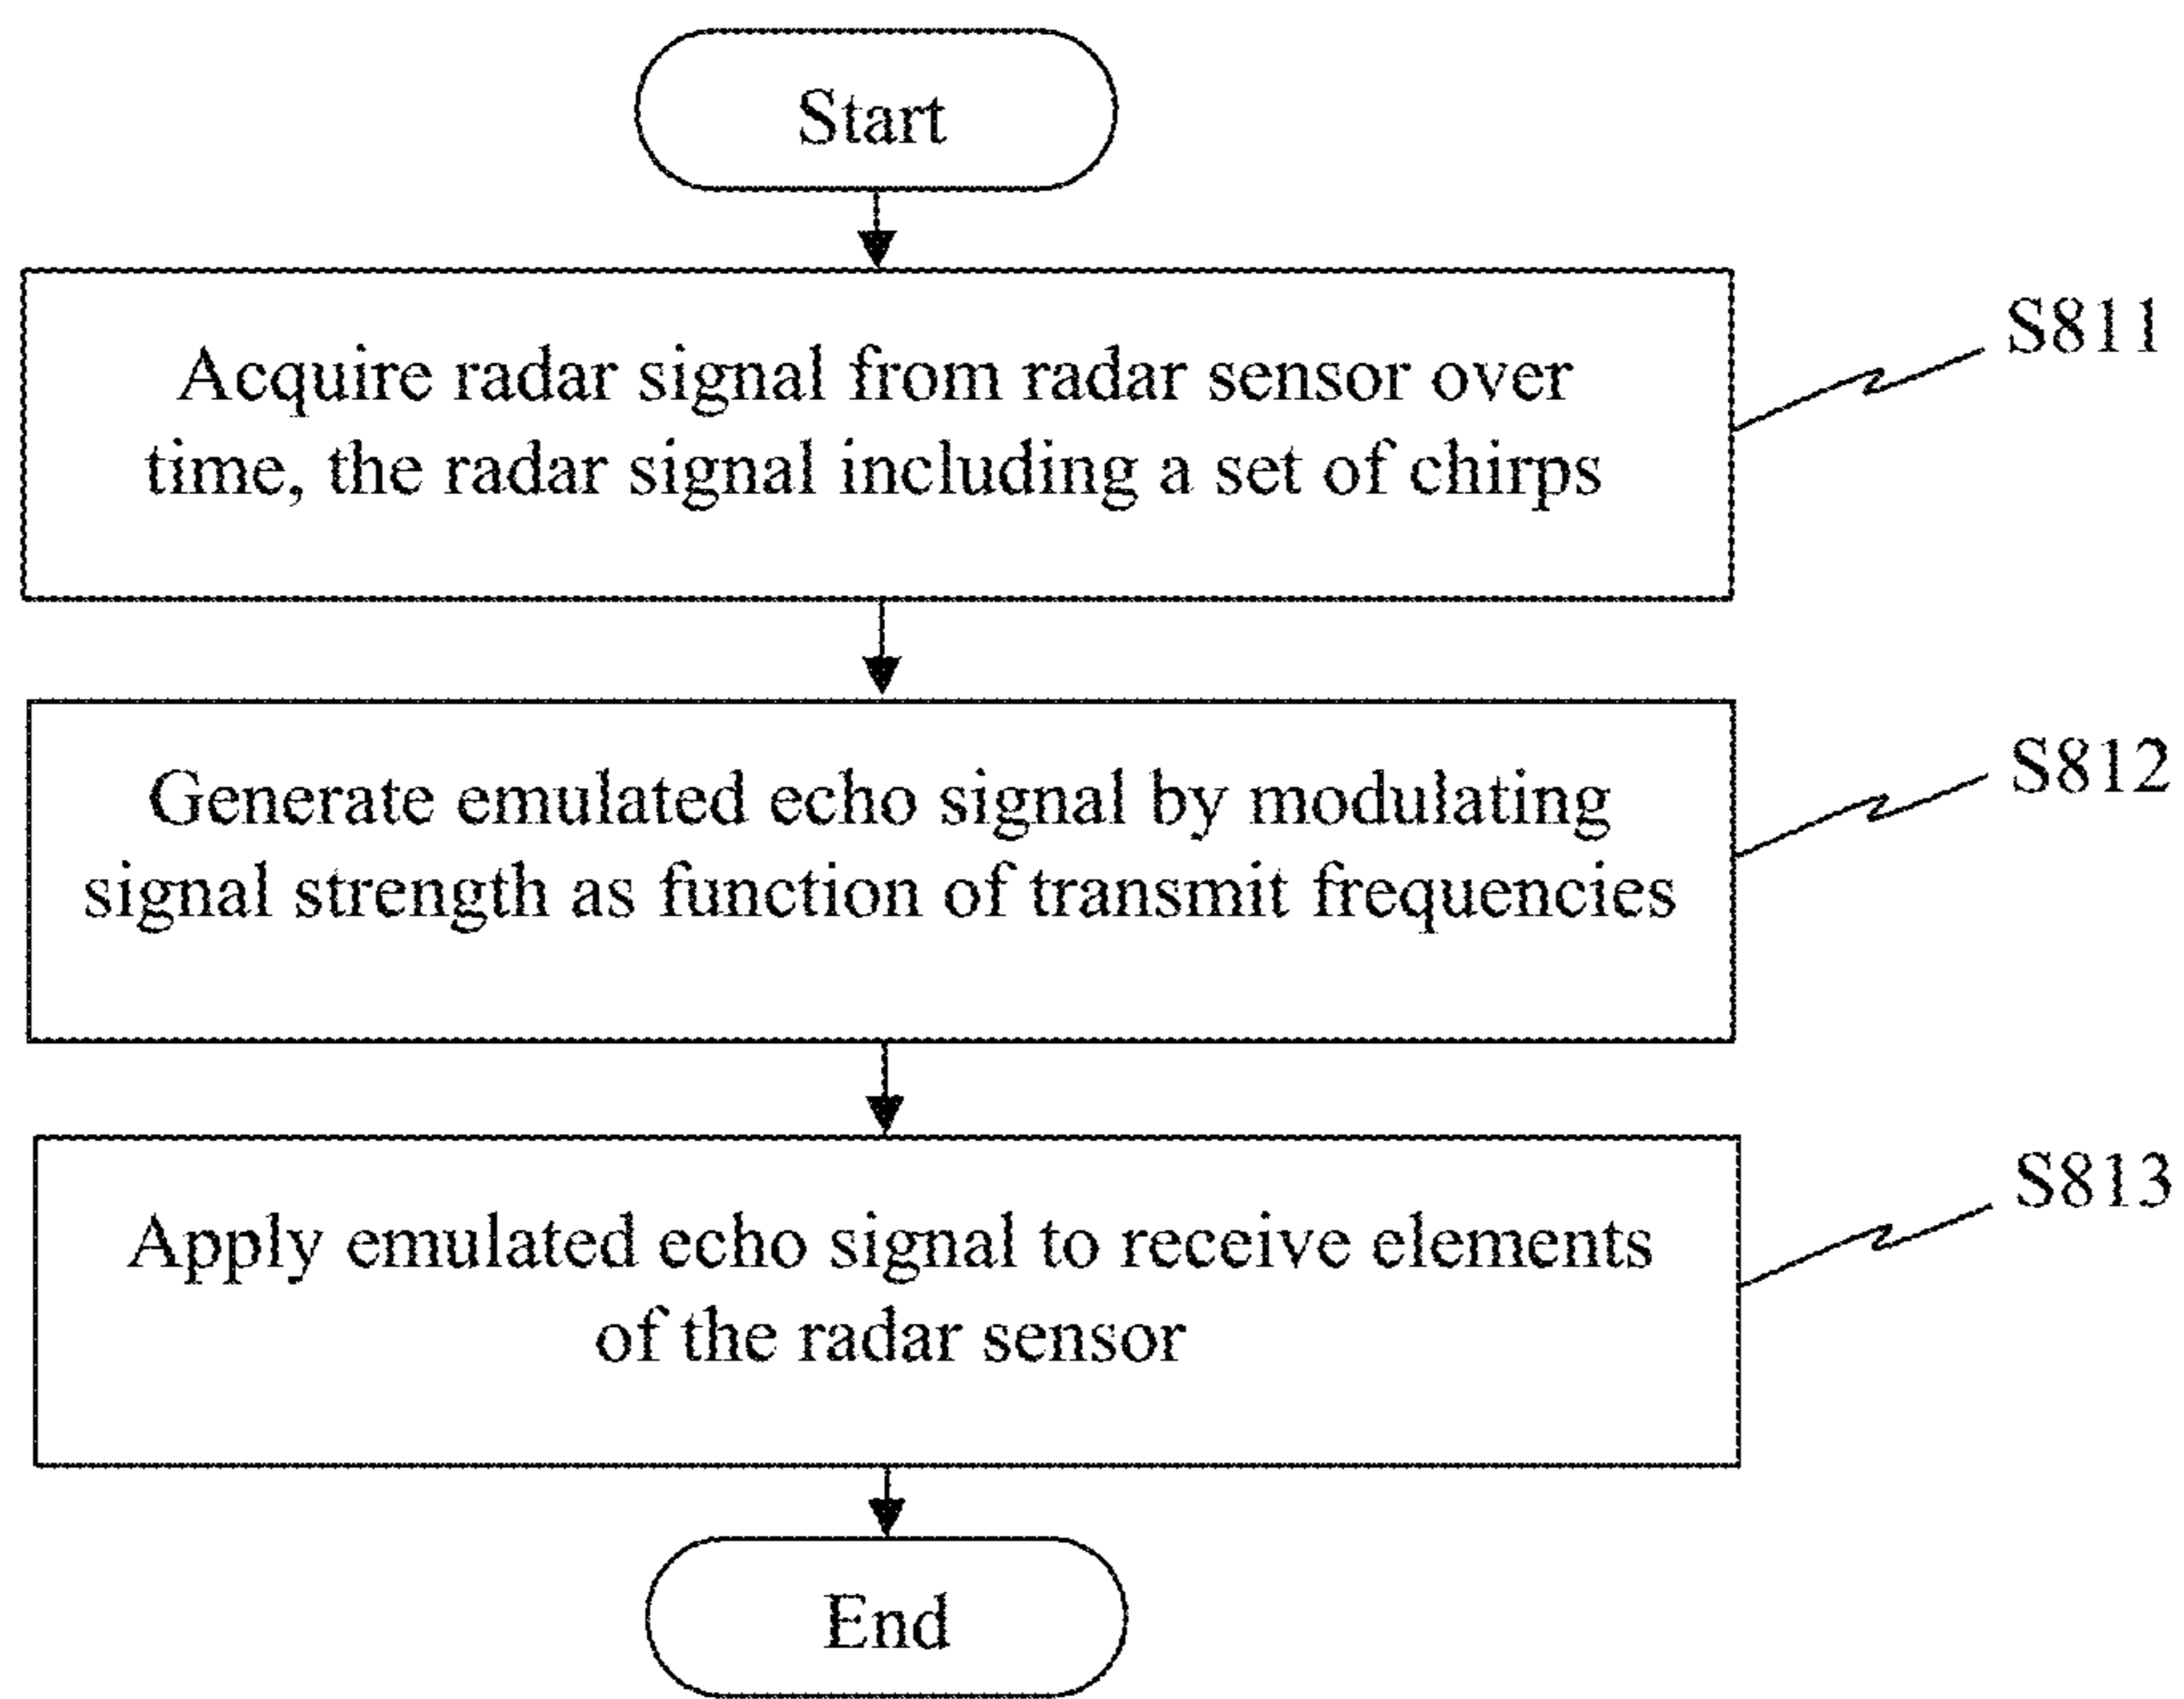 Start
Acquire radar signal from radar sensor over
time, the radar signal including a set of chirps
S811
Generate emulated echo signal by modulating
signal strength as function of transmit frequencies
S812
Apply emulated echo signal to receive elements
of the radar sensor
S813
End